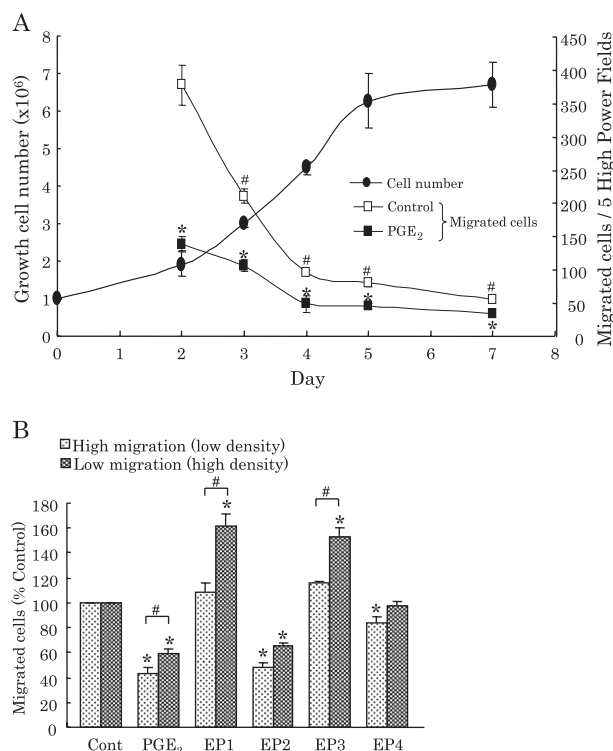 A
8
7
6
5
4
3
2
1
0
Growth cell number (x10⁶)
450
400
350
300
250
200
150
100
50
0
Migrated cells / 5 High Power Fields
#
#
#
#
*
*
*
*
*
Cell number
Control
PGE₂
Migrated cells
0 1 2 3 4 5 6 7 8
Day
B
High migration (low density)
Low migration (high density)
180
160
140
120
100
80
60
40
20
0
Migrated cells (% Control)
# # #
* * * * * * *
Cont PGE₂ EP1 EP2 EP3 EP4